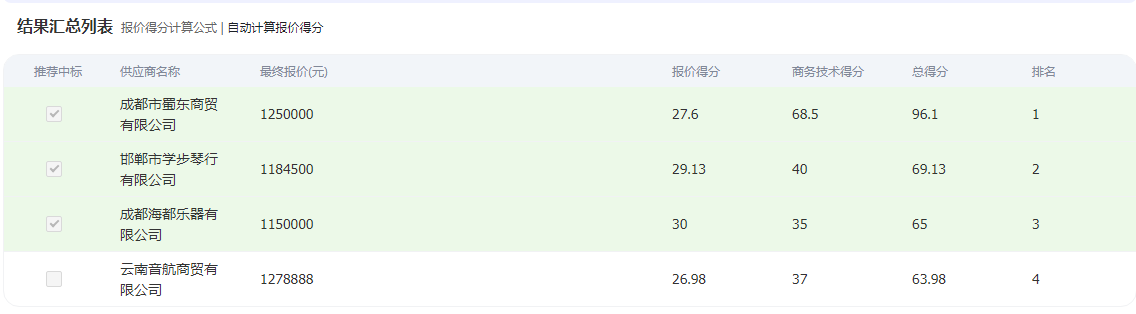 结果汇总列表 报价得分计算公式 | 自动计算报价得分
推荐中标 供应商名称 最终报价(元) 报价得分 商务技术得分 总得分 排名
成都市蜀东商贸
有限公司 1250000 27.6 68.5 96.1 1
邯郸市学步琴行
有限公司 1184500 29.13 40 69.13 2
成都海都乐器有
限公司 1150000 30 35 65 3
云南音航商贸有
限公司 1278888 26.98 37 63.98 4